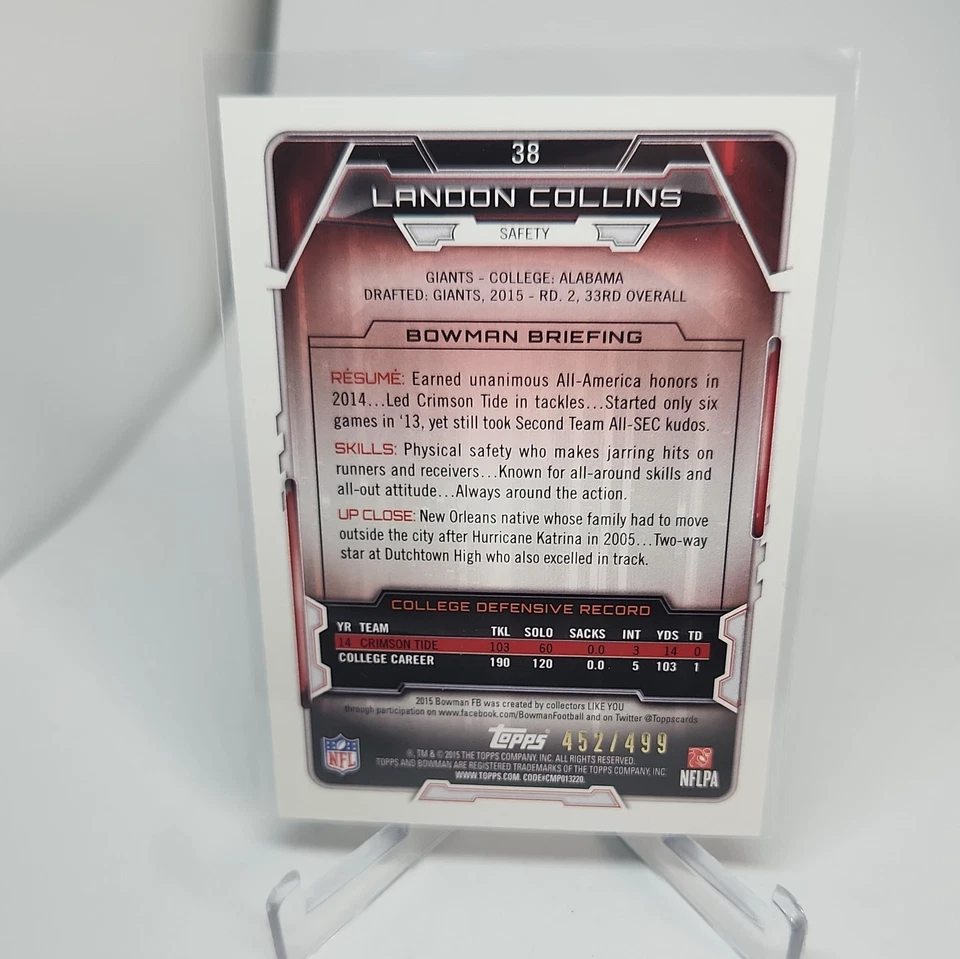 38
LANDON COLLINS
SAFETY
GIANTS - COLLEGE: ALABAMA
DRAFTED: GIANTS, 2015 - RD. 2, 33RD OVERALL
BOWMAN BRIEFING
RÉSUMÉ: Earned unanimous All-America honors in
2014...Led Crimson Tide in tackles...Started only six
games in '13, yet still took Second Team All-SEC kudos.
SKILLS: Physical safety who makes jarring hits on
runners and receivers...Known for all-around skills and
all-out attitude...Always around the action.
UP CLOSE: New Orleans native whose family had to move
outside the city after Hurricane Katrina in 2005...Two-way
star at Dutchtown High who also excelled in track.
COLLEGE DEFENSIVE RECORD
YR TEAM TKL SOLO SACKS INT YDS TD
14 CRIMSON TIDE 103 60 0.0 3 14 0
COLLEGE CAREER 190 120 0.0 5 103 1
2015 Bowman FB was created by collectors LIKE YOU
through participation on www.facebook.com/BowmanFootball and on Twitter @Toppscards
Topps 452/499
®, TM & © 2015 THE TOPPS COMPANY, INC. ALL RIGHTS RESERVED.
TOPPS AND BOWMAN ARE REGISTERED TRADEMARKS OF THE TOPPS COMPANY, INC.
WWW.TOPPS.COM. CODE#CMP013220.
NFL
NFLPA